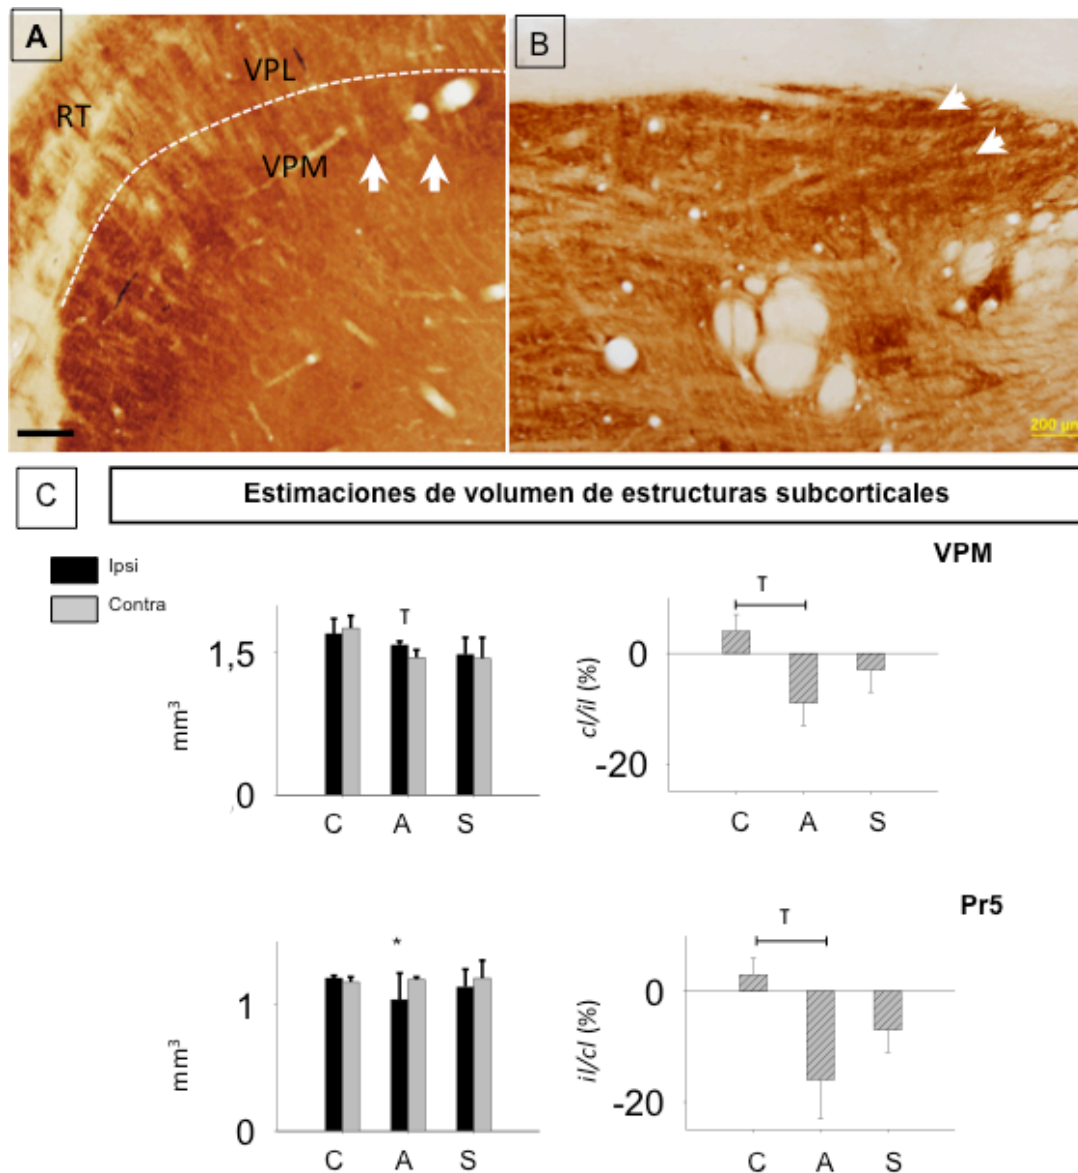 A
B
VPL
RT
VPM
200 µm
C
Estimaciones de volumen de estructuras subcorticales
Ipsi
Contra
VPM
T
1,5
mm³
0
C A S
T
0
cl/il (%)
-20
C A S
Pr5
*
1
mm³
0
C A S
T
0
il/cl (%)
-20
C A S